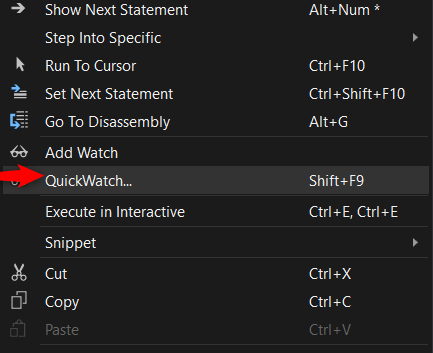 Show Next Statement Alt+Num *
Step Into Specific
Run To Cursor Ctrl+F10
Set Next Statement Ctrl+Shift+F10
Go To Disassembly Alt+G
Add Watch
QuickWatch... Shift+F9
Execute in Interactive Ctrl+E, Ctrl+E
Snippet
Cut Ctrl+X
Copy Ctrl+C
Paste Ctrl+V